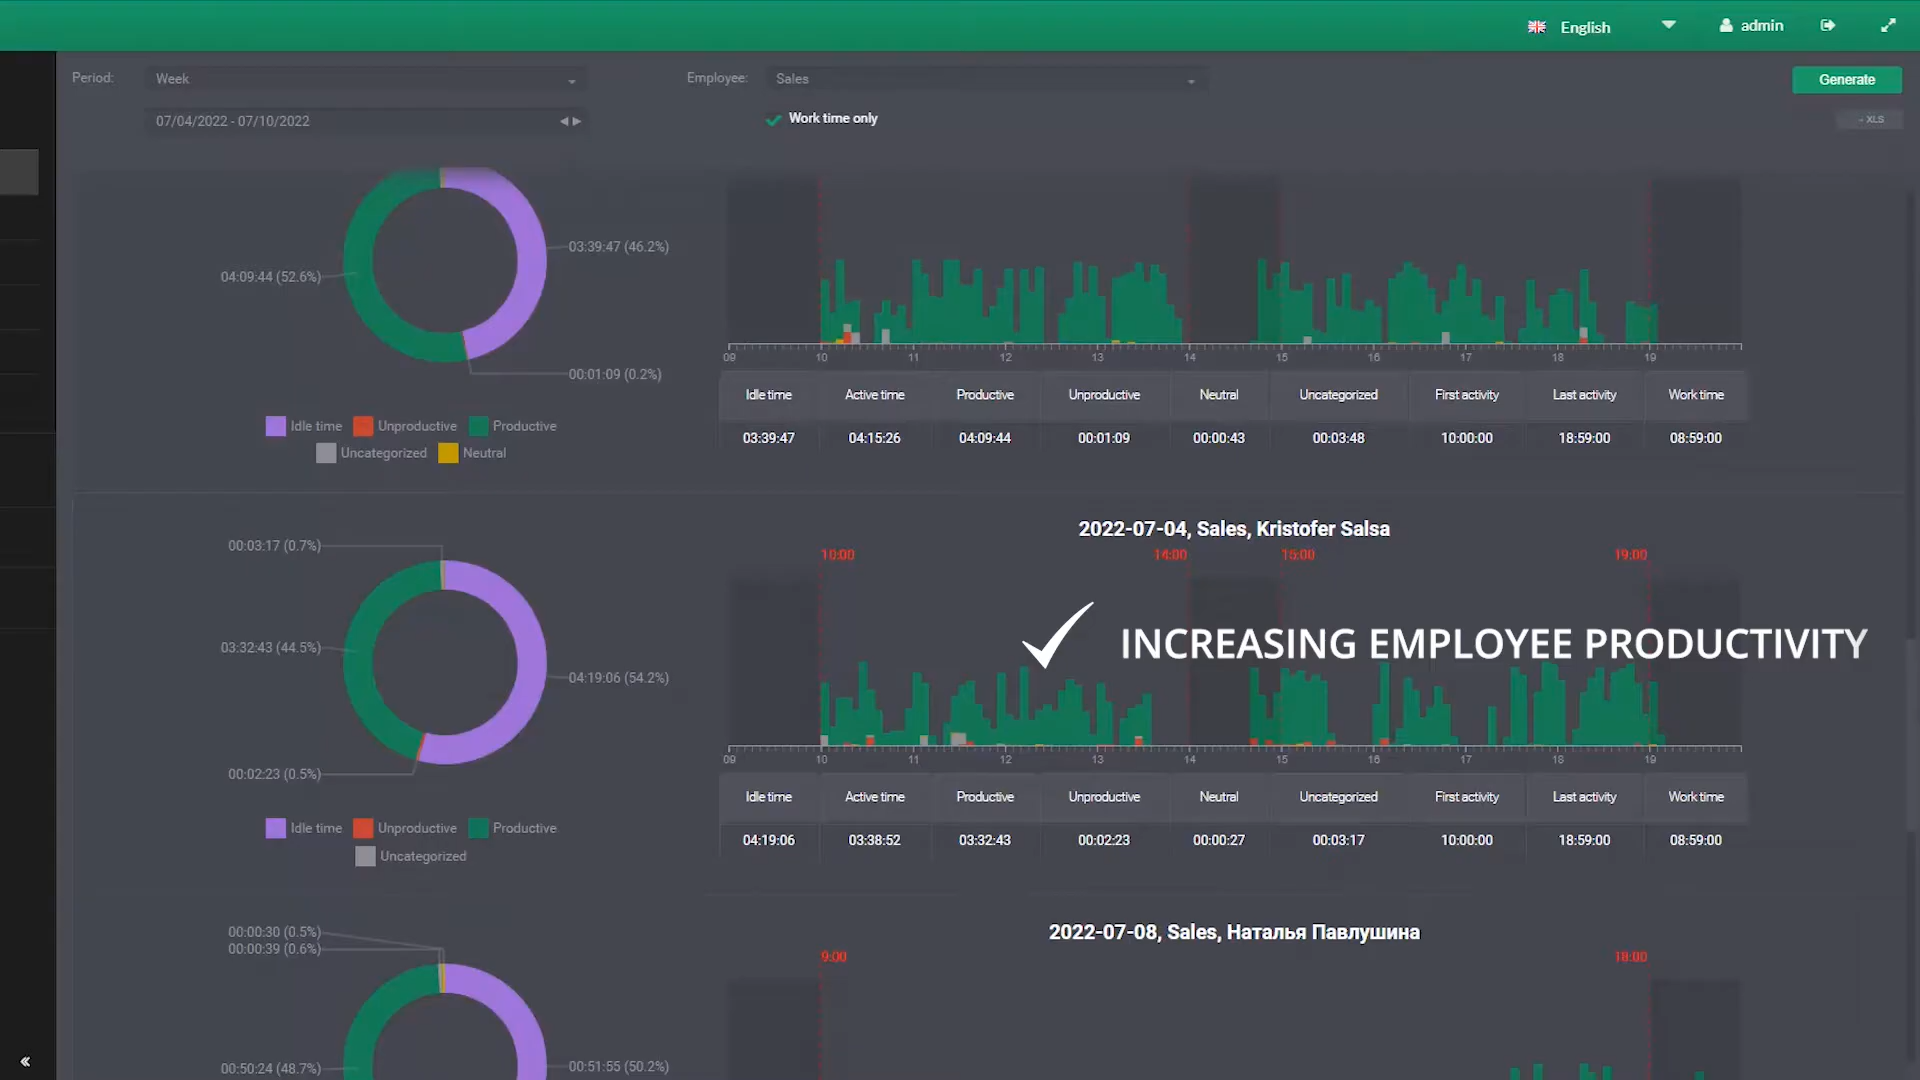 English
admin
Period:
Week
Employee:
Sales
Generate
07/04/2022 - 07/10/2022
Work time only
- XLS
03:39:47 (46.2%)
04:09:44 (52.6%)
00:01:09 (0.2%)
09 10 11 12 13 14 15 16 17 18 19
Idle time Active time Productive Unproductive Neutral Uncategorized First activity Last activity Work time
03:39:47 04:15:26 04:09:44 00:01:09 00:00:43 00:03:48 10:00:00 18:59:00 08:59:00
Idle time Unproductive Productive
Uncategorized Neutral
2022-07-04, Sales, Kristofer Salsa
10:00 14:00 15:00 19:00
00:03:17 (0.7%)
03:32:43 (44.5%)
04:19:06 (54.2%)
00:02:23 (0.5%)
INCREASING EMPLOYEE PRODUCTIVITY
09 10 11 12 13 14 15 16 17 18 19
Idle time Active time Productive Unproductive Neutral Uncategorized First activity Last activity Work time
04:19:06 03:38:52 03:32:43 00:02:23 00:00:27 00:03:17 10:00:00 18:59:00 08:59:00
Idle time Unproductive Productive
Uncategorized
2022-07-08, Sales, Наталья Павлушина
9:00 18:00
00:00:30 (0.5%)
00:00:39 (0.6%)
00:50:24 (48.7%)
00:51:55 (50.2%)